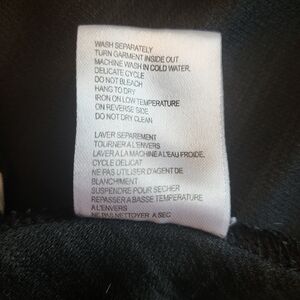 WASH SEPARATELY
TURN GARMENT INSIDE OUT
MACHINE WASH IN COLD WATER.
DELICATE CYCLE
DO NOT BLEACH
HANG TO DRY
IRON ON LOW TEMPERATURE
ON REVERSE SIDE
DO NOT DRY CLEAN
LAVER SEPAREMENT
TOURNER A L'ENVERS
LAVER A LA MACHINE A L'EAU PROIDE.
CYCLE DELICAT
NE PAS UTILISER D'AGENT DE
BLANCHIMENT
SUSPENDRE POUR SECHER
REPASSER A BASSE TEMPERATURE
A L'ENVERS
NE PAS NETTOYER A SEC